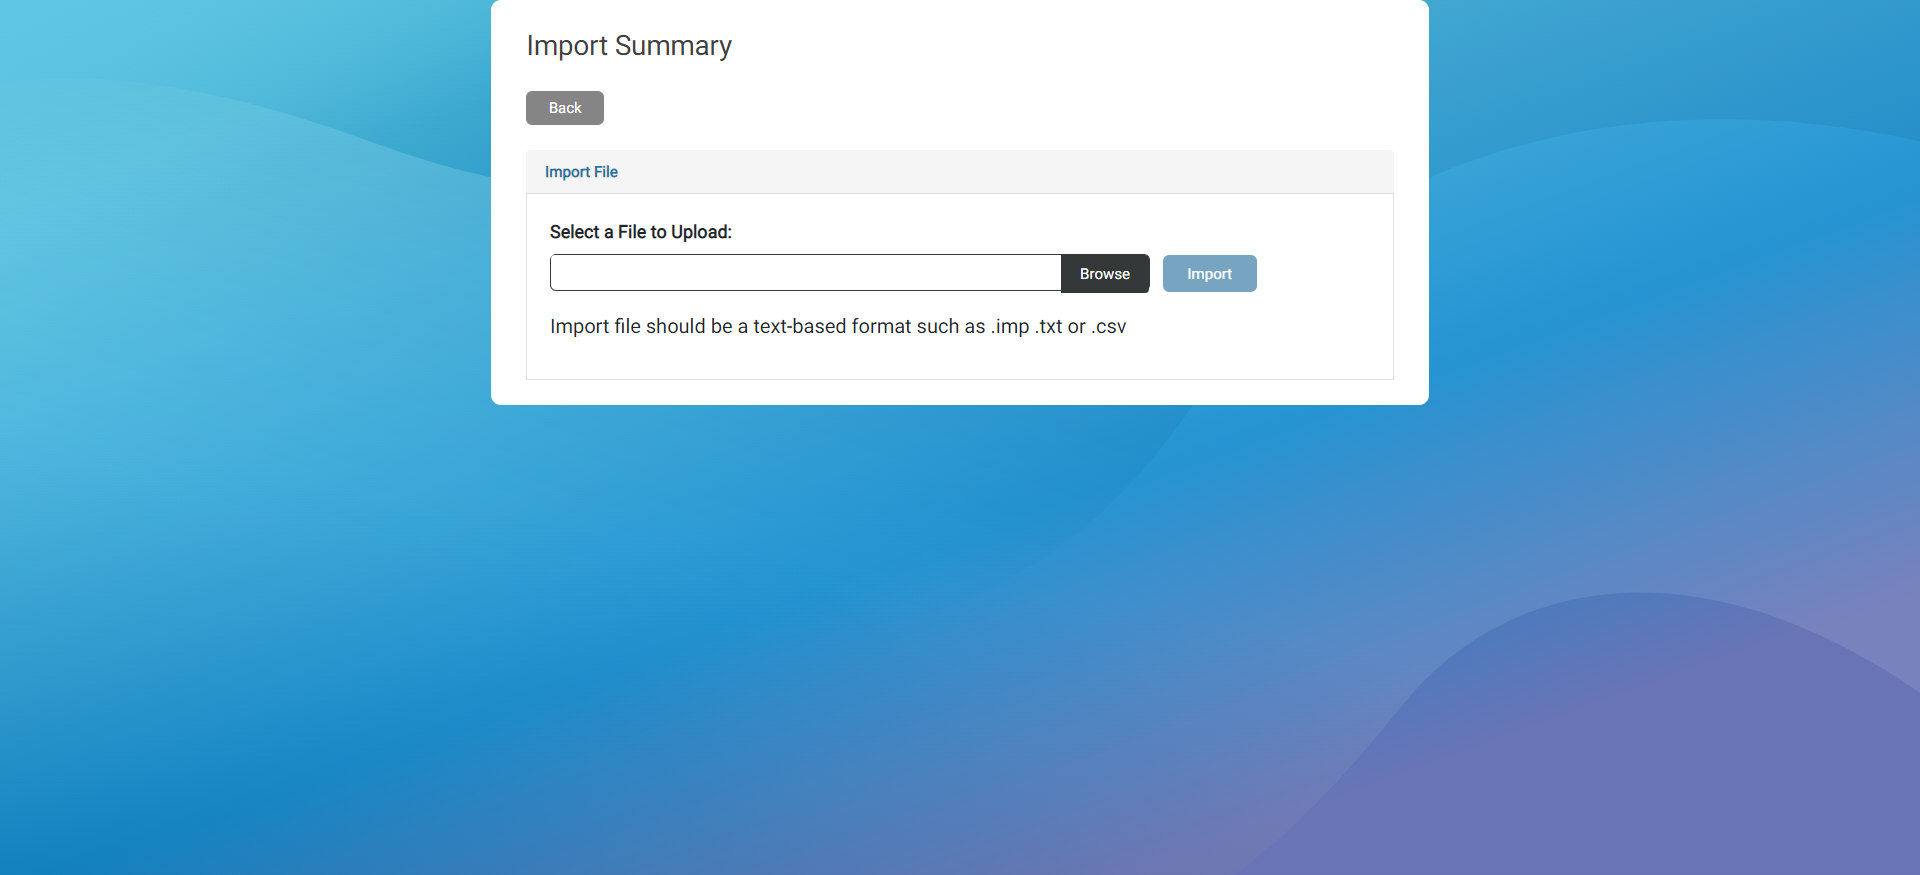 Import Summary
Back
Import File
Select a File to Upload:
Browse
Import
Import file should be a text-based format such as .imp .txt or .csv